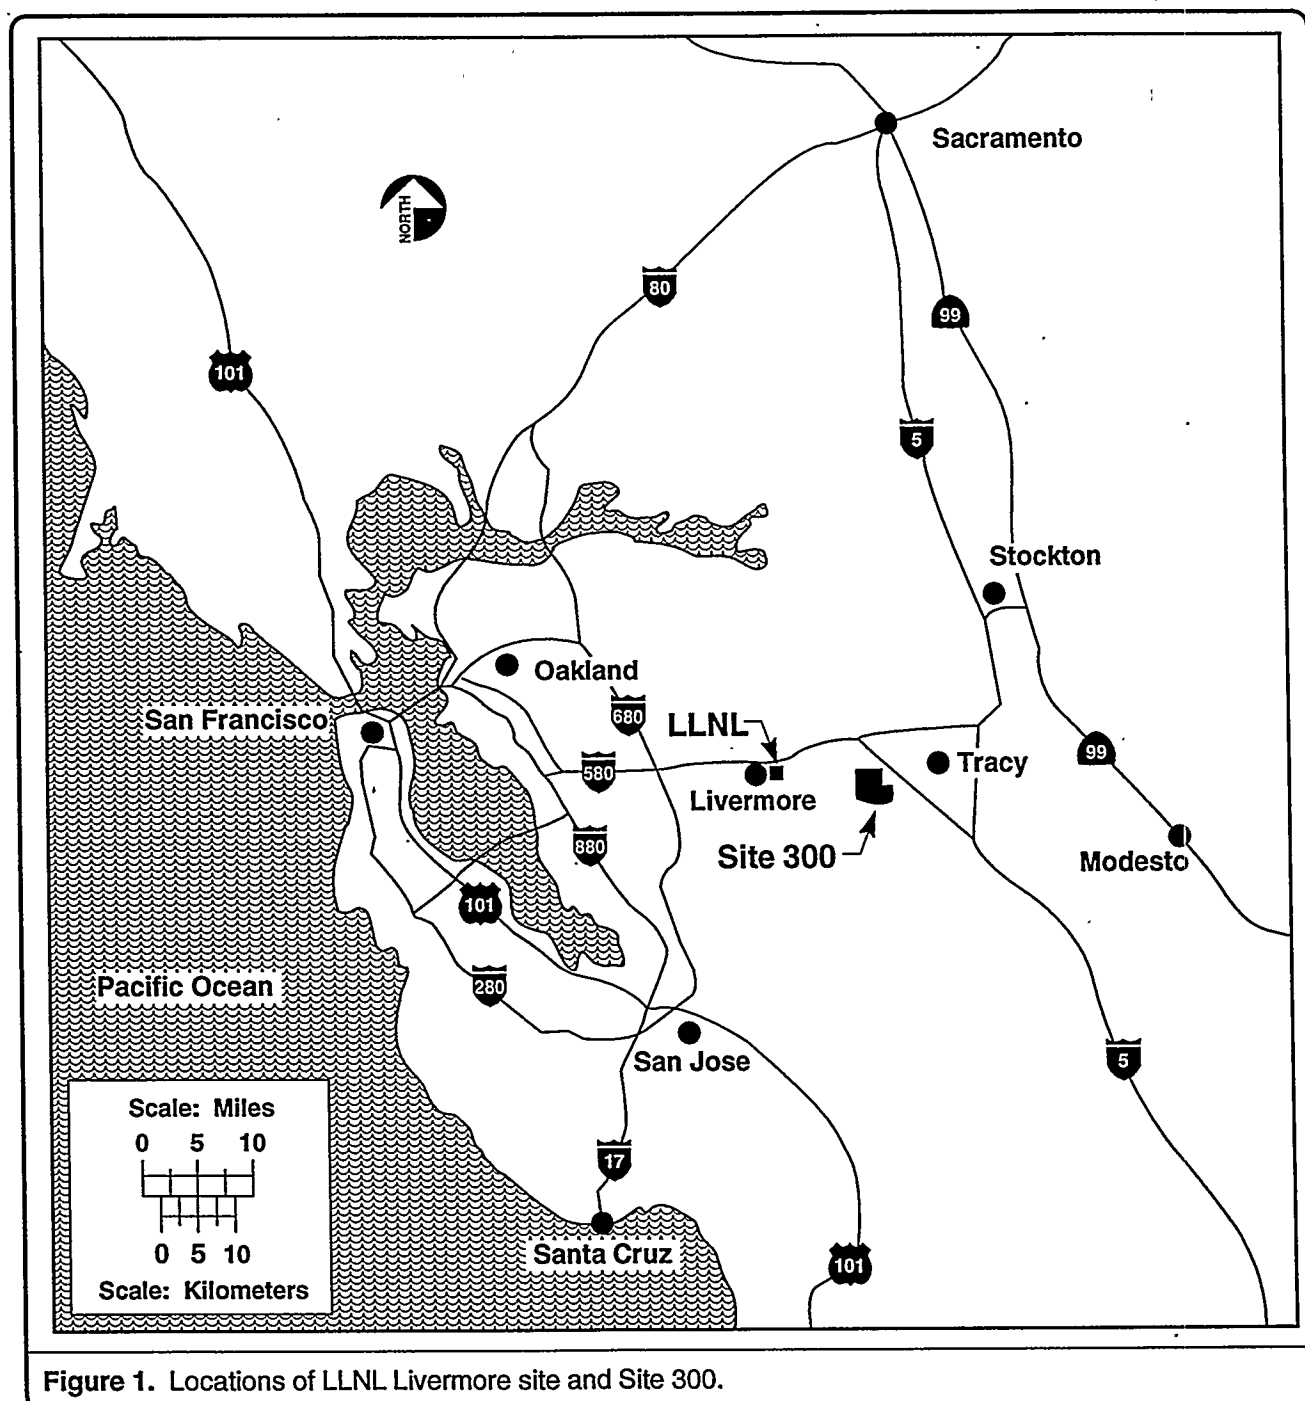 Sacramento
NORTH
80
99
101
5
Stockton
Oakland
San Francisco
680
LLNL
99
580
Tracy
Livermore
880
Site 300
Modesto
101
Pacific Ocean
280
San Jose
5
Scale: Miles
0 5 10
0 5 10
Scale: Kilometers
17
Santa Cruz
101
Figure 1. Locations of LLNL Livermore site and Site 300.